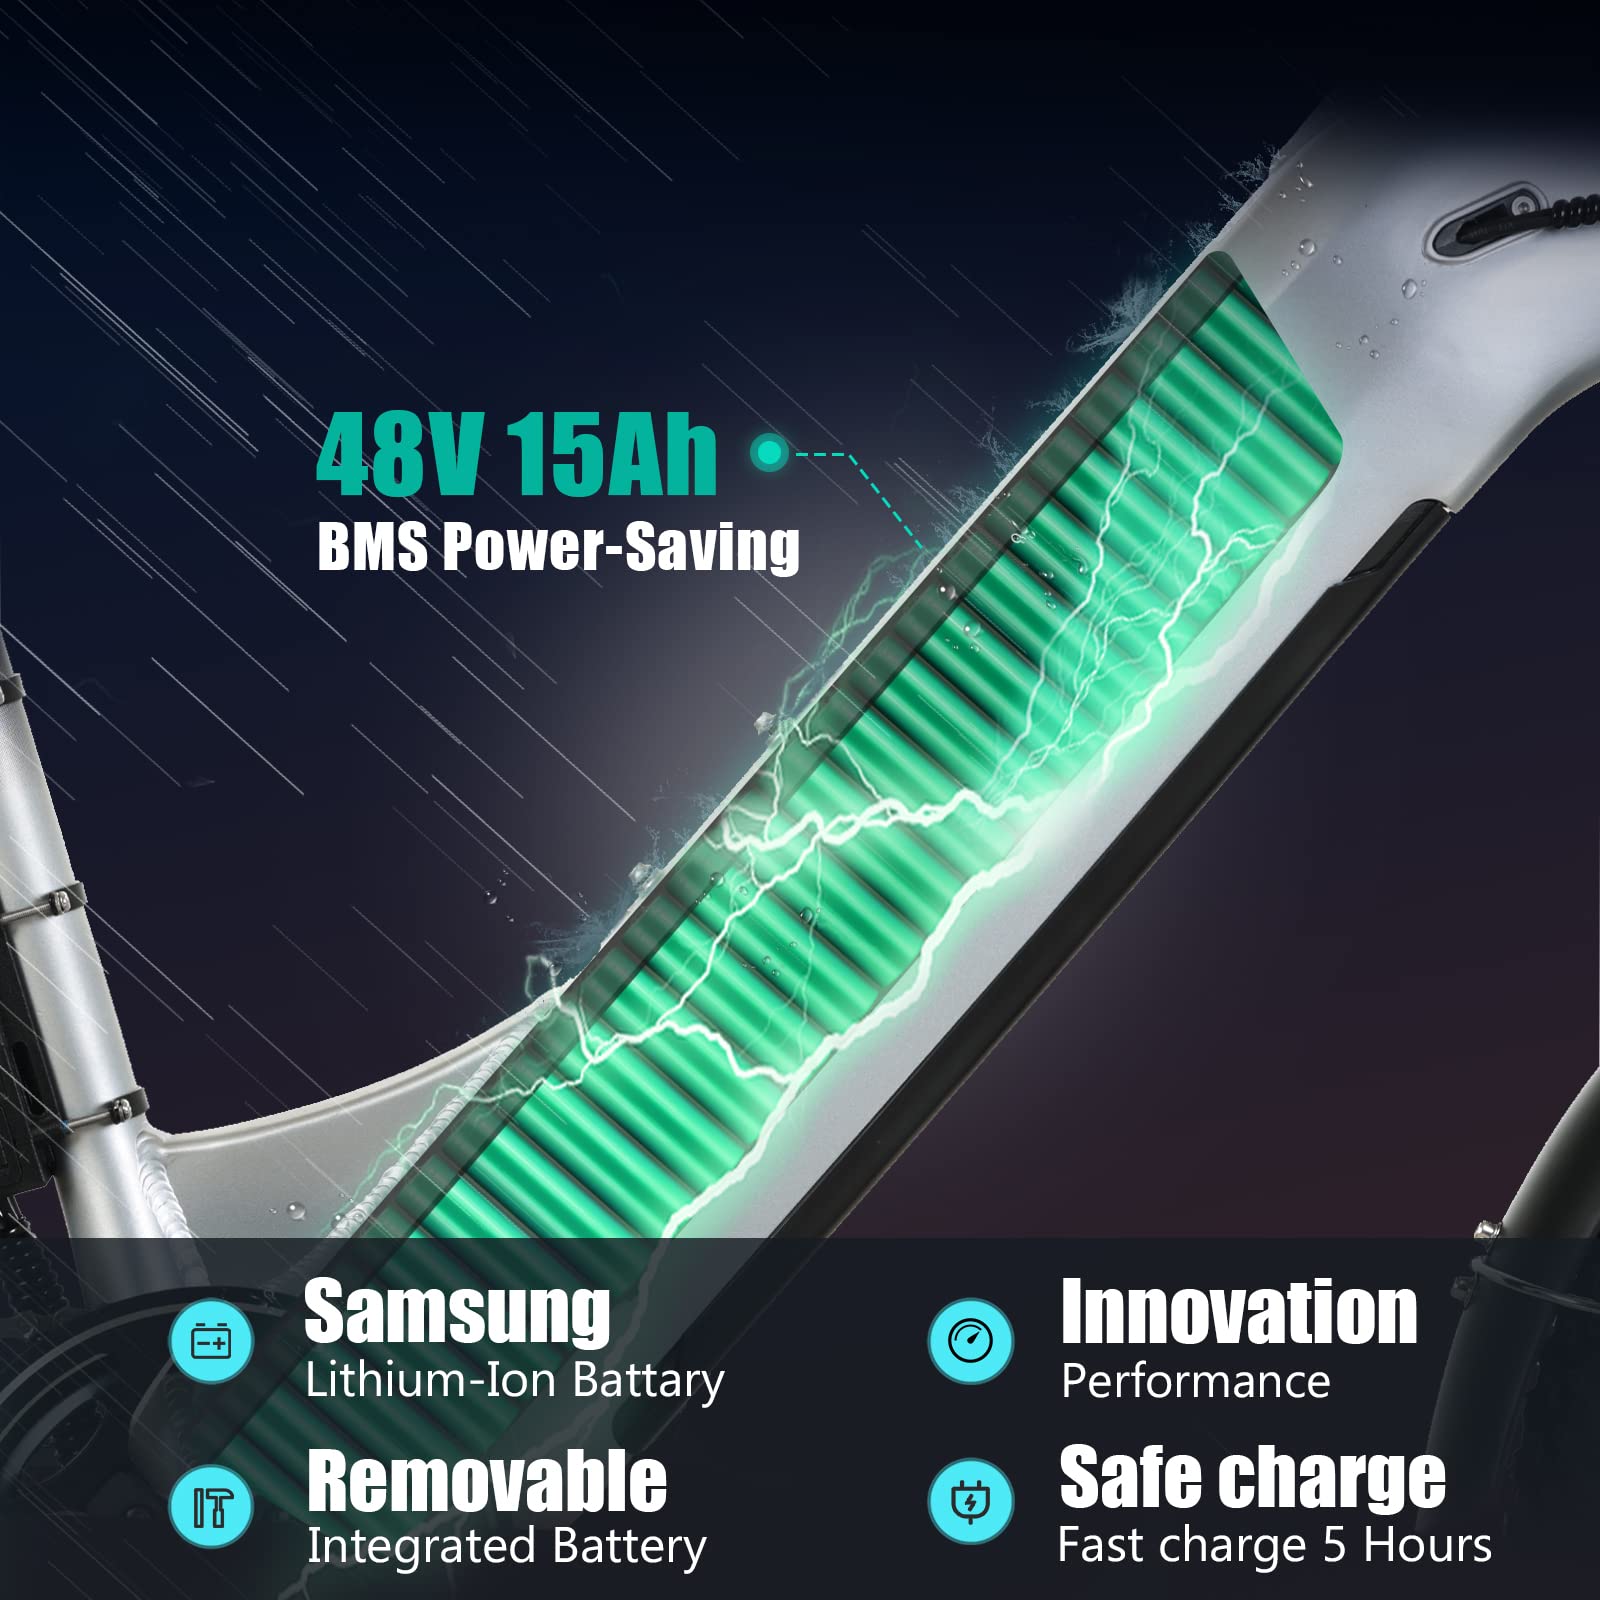 48V 15Ah
BMS Power-Saving
Samsung
Lithium-Ion Battary
Innovation
Performance
Removable
Integrated Battery
Safe charge
Fast charge 5 Hours